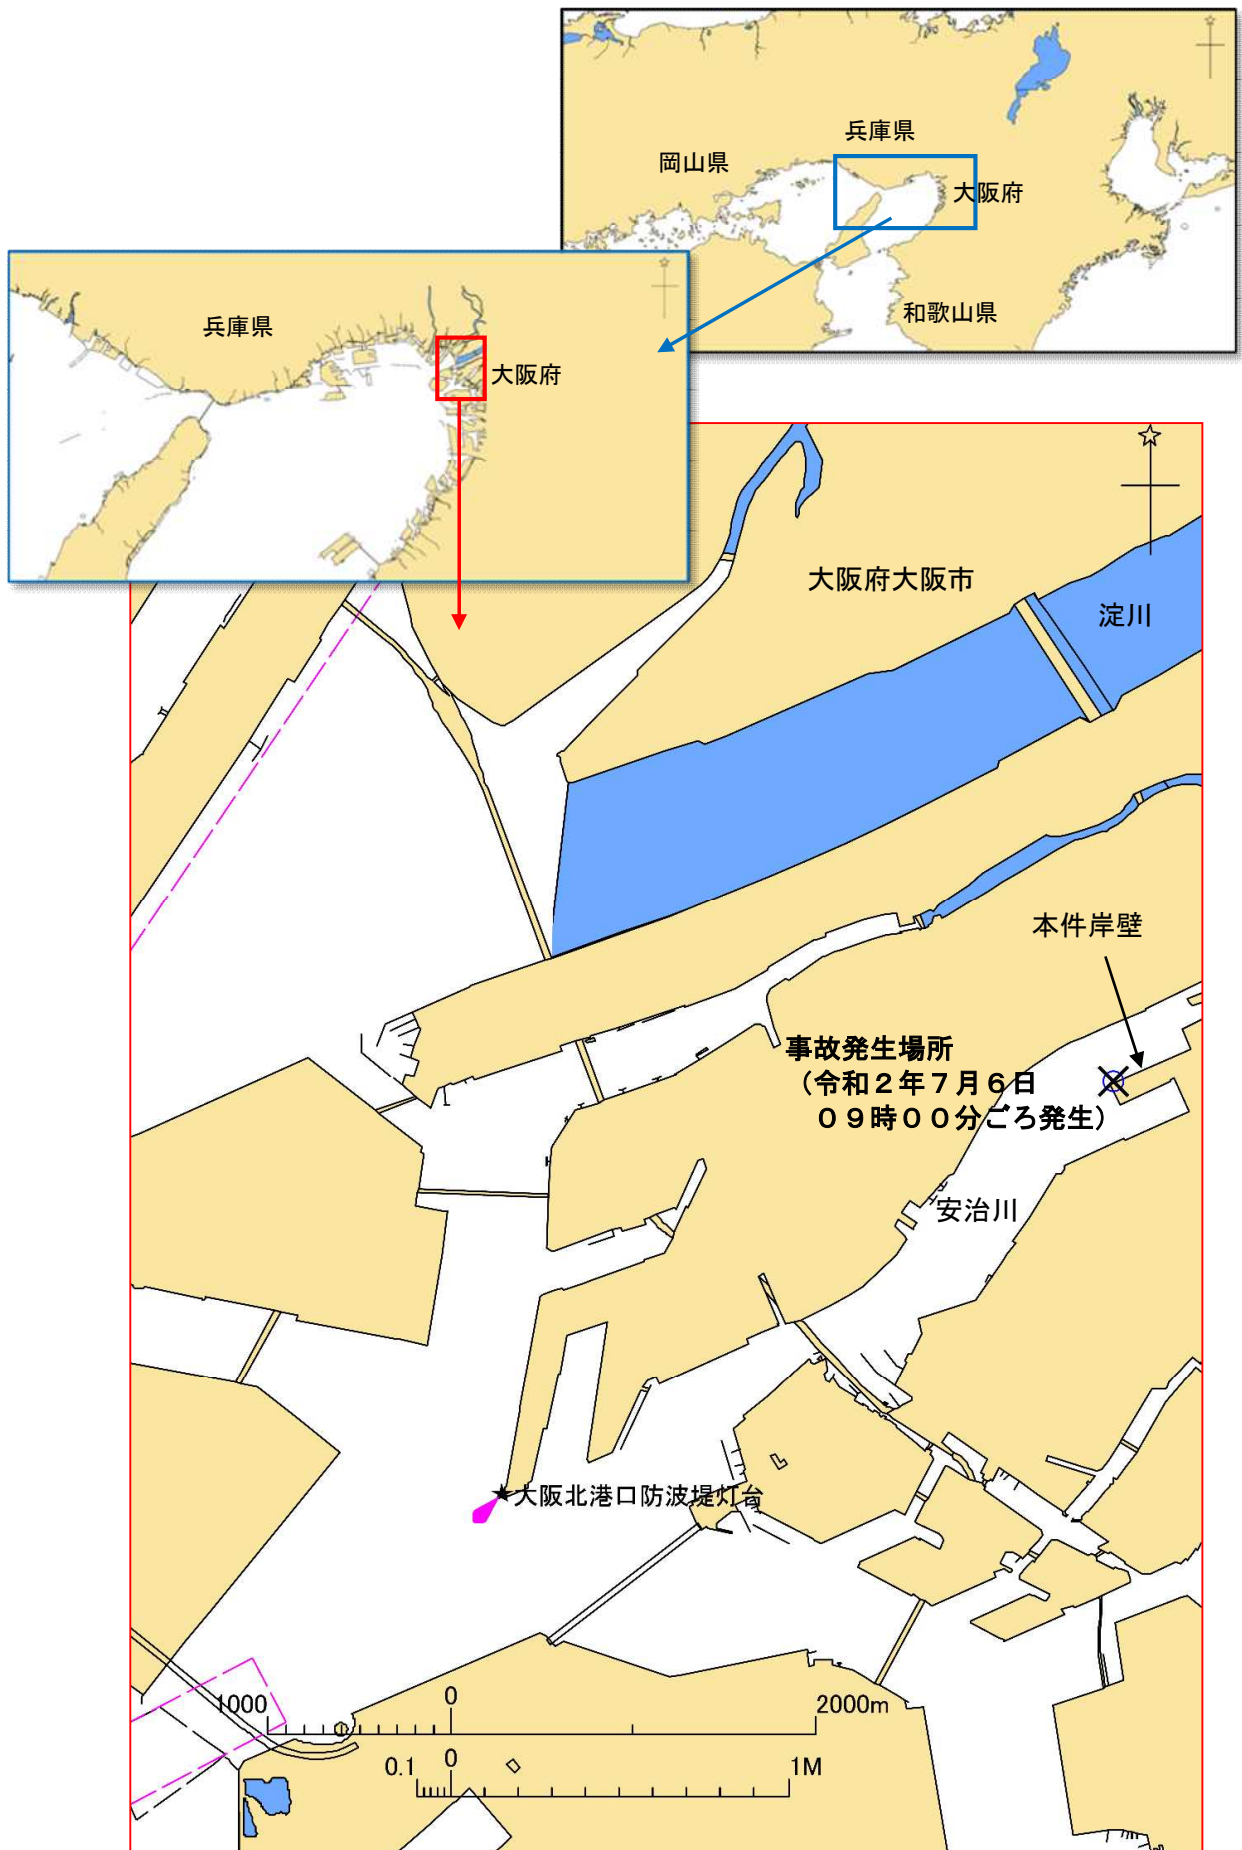 兵庫県
岡山県
大阪府
和歌山県
兵庫県
大阪府
大阪府大阪市
淀川
本件岸壁
事故発生場所
（令和２年７月６日
０９時００分ごろ発生）
安治川
大阪北港口防波堤灯台
1000 0 2000m
0.1 0 1M